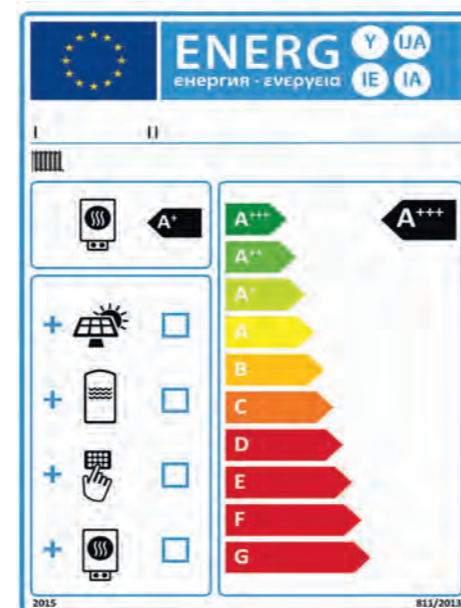 ENERG Y IJA
енергия · ενεργεια IE IA
I II
A+
A+++ A+++
A++
A+
A
B
C
D
E
F
G
2015 811/2013